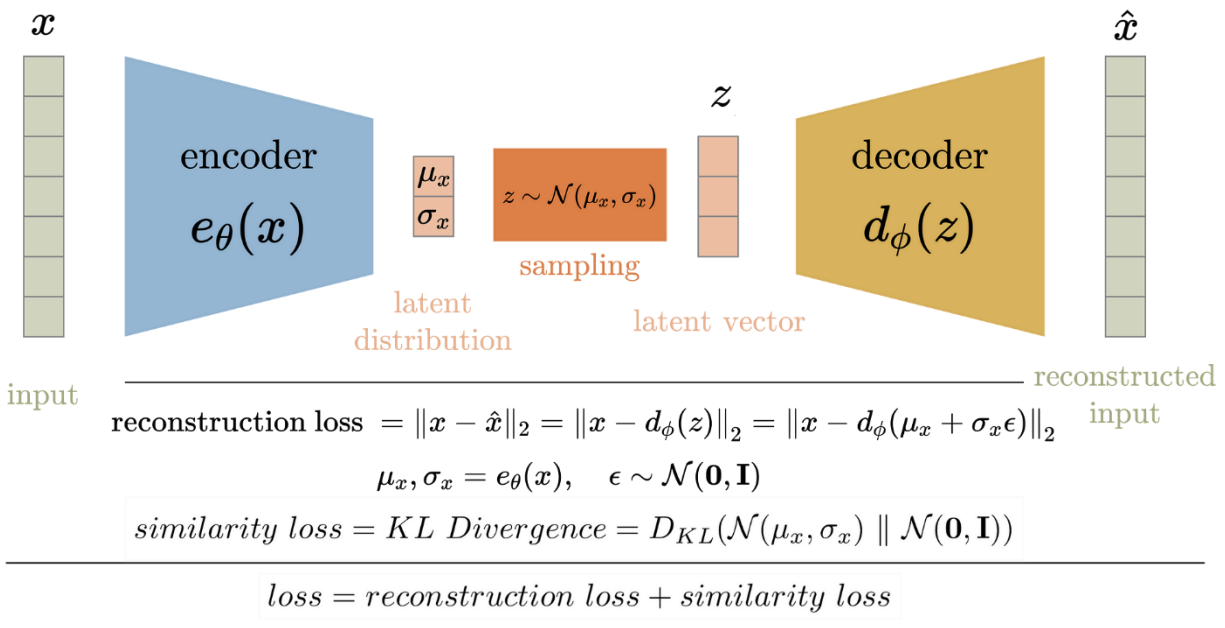 x
x̂
z
encoder
e_θ(x)
μ_x
σ_x
z ∼ 𝒩(μ_x, σ_x)
sampling
decoder
d_ϕ(z)
latent
distribution
latent vector
input
reconstructed
input
reconstruction loss = ‖x − x̂‖₂ = ‖x − d_ϕ(z)‖₂ = ‖x − d_ϕ(μ_x + σ_x ϵ)‖₂
μ_x, σ_x = e_θ(x), ϵ ∼ 𝒩(𝟎, 𝐈)
similarity loss = KL Divergence = D_KL(𝒩(μ_x, σ_x) ‖ 𝒩(𝟎, 𝐈))
loss = reconstruction loss + similarity loss